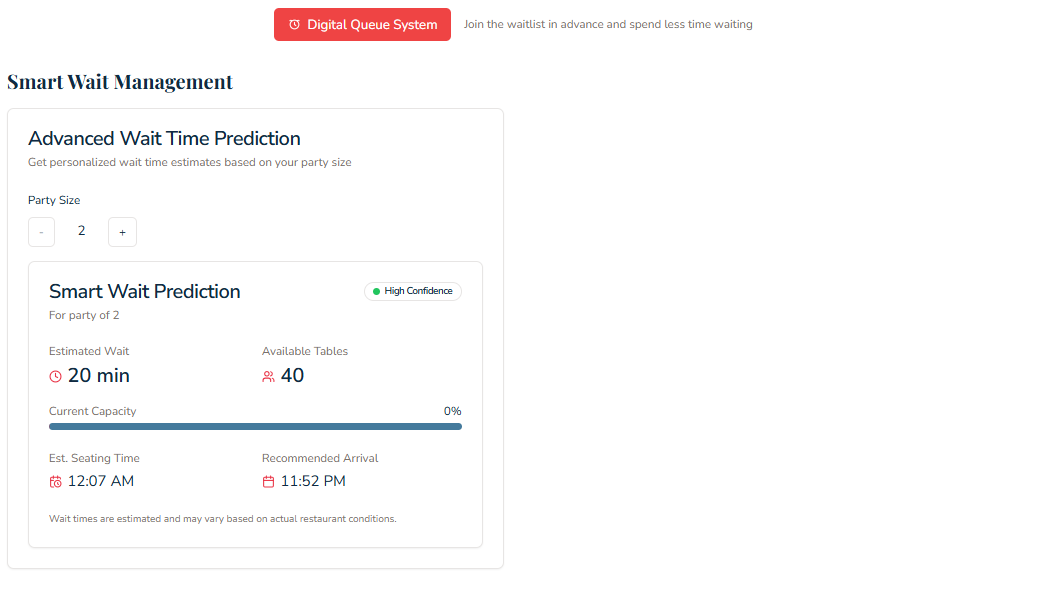 Digital Queue System Join the waitlist in advance and spend less time waiting
Smart Wait Management
Advanced Wait Time Prediction
Get personalized wait time estimates based on your party size
Party Size
- 2 +
Smart Wait Prediction High Confidence
For party of 2
Estimated Wait Available Tables
20 min 40
Current Capacity 0%
Est. Seating Time Recommended Arrival
12:07 AM 11:52 PM
Wait times are estimated and may vary based on actual restaurant conditions.